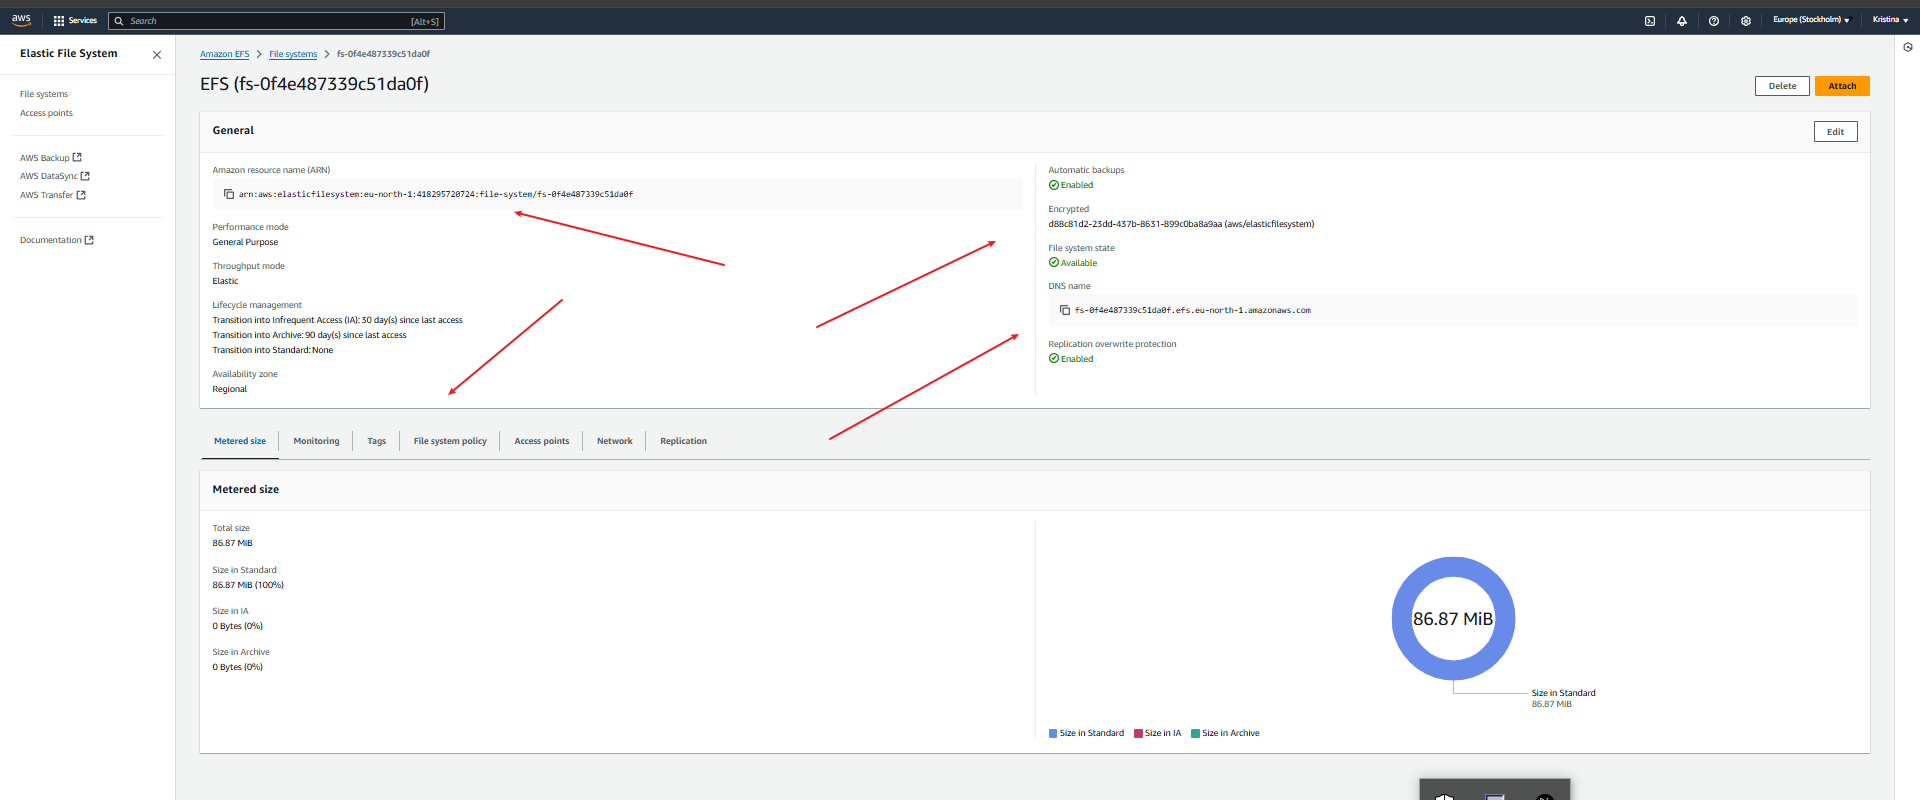 aws
Services
Search
[Alt+S]
Europe (Stockholm)
Kristina
Elastic File System
File systems
Access points
AWS Backup
AWS DataSync
AWS Transfer
Documentation
Amazon EFS > File systems > fs-0f4e487339c51da0f
EFS (fs-0f4e487339c51da0f)
Delete
Attach
General
Edit
Amazon resource name (ARN)
arn:aws:elasticfilesystem:eu-north-1:418295720724:file-system/fs-0f4e487339c51da0f
Performance mode
General Purpose
Throughput mode
Elastic
Lifecycle management
Transition into Infrequent Access (IA): 30 day(s) since last access
Transition into Archive: 90 day(s) since last access
Transition into Standard: None
Availability zone
Regional
Automatic backups
Enabled
Encrypted
d88c81d2-23dd-437b-8631-899c0ba8a9aa (aws/elasticfilesystem)
File system state
Available
DNS name
fs-0f4e487339c51da0f.efs.eu-north-1.amazonaws.com
Replication overwrite protection
Enabled
Metered size
Monitoring
Tags
File system policy
Access points
Network
Replication
Metered size
Total size
86.87 MiB
Size in Standard
86.87 MiB (100%)
Size in IA
0 Bytes (0%)
Size in Archive
0 Bytes (0%)
86.87 MiB
Size in Standard
86.87 MiB
Size in Standard
Size in IA
Size in Archive